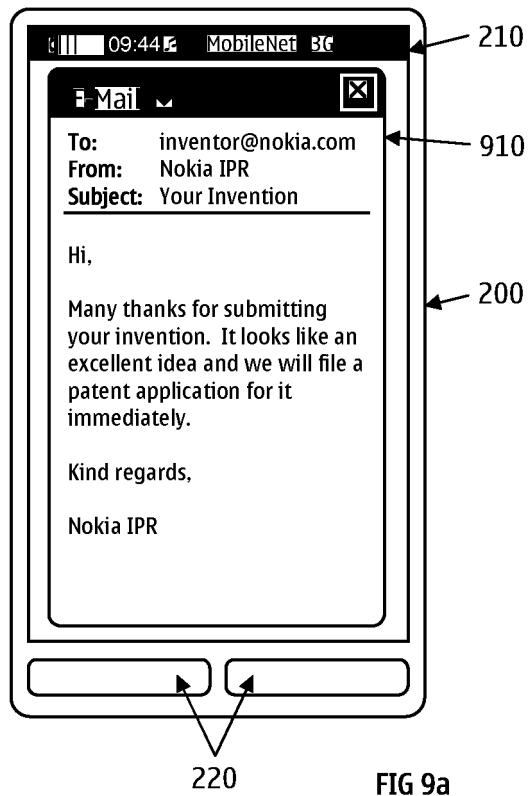 09:44 MobileNet 3G
210
E-Mail
910
To: inventor@nokia.com
From: Nokia IPR
Subject: Your Invention
Hi,
200
Many thanks for submitting
your invention. It looks like an
excellent idea and we will file a
patent application for it
immediately.
Kind regards,
Nokia IPR
220
FIG 9a